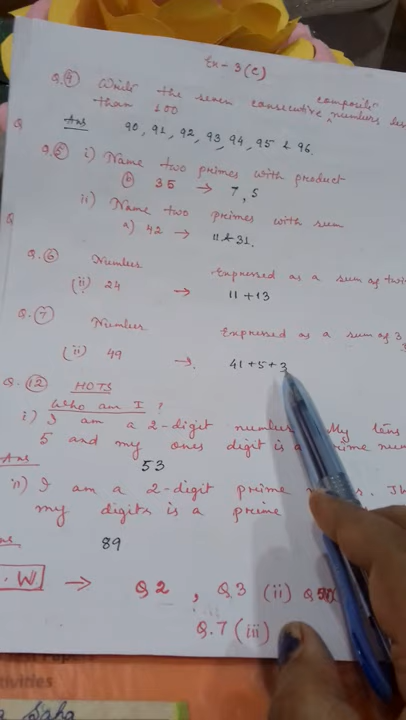 Ex - 3(c)
Q.④ Write the seven consecutive composite numbers less
than 100
Ans 90, 91, 92, 93, 94, 95 & 96.
Q.⑤ i) Name two primes with product
(b) 35 → 7, 5
ii) Name two primes with sum
a) 42 → 11 & 31.
Q.⑥ Number Expressed as a sum of twin
(ii) 24 → 11 + 13
Q.⑦ Number Expressed as a sum of 3
(ii) 49 → 41 + 5 + 3
Q.⑫ HOTS
Who am I ?
i) I am a 2-digit number. My tens
5 and my ones digit is a prime num
Ans 53
ii) I am a 2-digit prime
my digits is a prime
89
.W → Q2, Q.3 (ii)
Q.7 (iii)
Saha